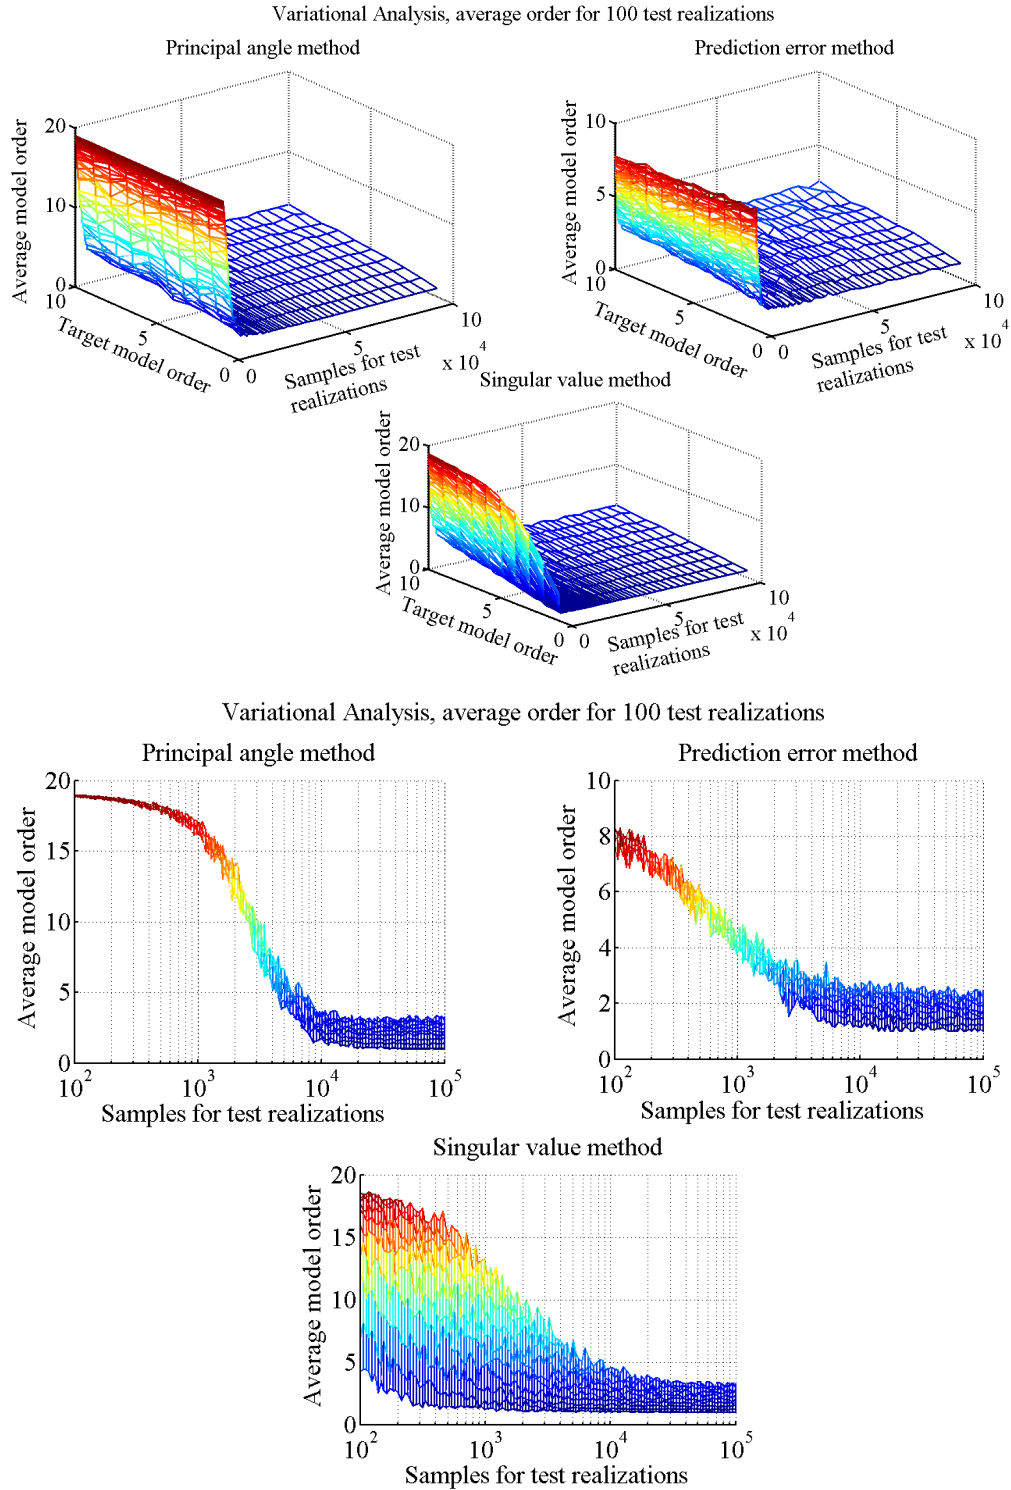 Variational Analysis, average order for 100 test realizations
Principal angle method
Average model order
20
10
0
10
5
0
Target model order
0
5
10
x 10^4
Samples for test
realizations
Prediction error method
Average model order
10
5
0
10
5
0
Target model order
0
5
10
x 10^4
Samples for test
realizations
Singular value method
Average model order
20
10
0
10
5
0
Target model order
0
5
10
x 10^4
Samples for test
realizations
Variational Analysis, average order for 100 test realizations
Principal angle method
Average model order
20
15
10
5
0
10^2 10^3 10^4 10^5
Samples for test realizations
Prediction error method
Average model order
10
8
6
4
2
0
10^2 10^3 10^4 10^5
Samples for test realizations
Singular value method
Average model order
20
15
10
5
0
10^2 10^3 10^4 10^5
Samples for test realizations